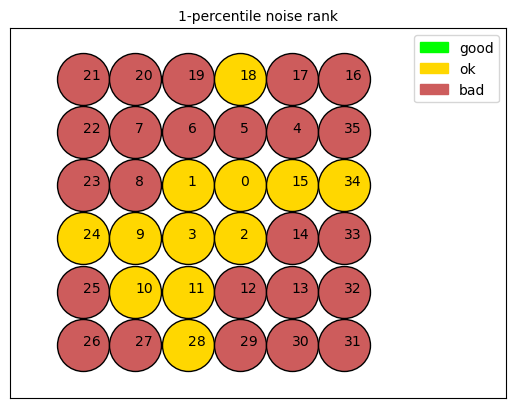 1-percentile noise rank
good
ok
bad
21 20 19 18 17 16
22 7 6 5 4 35
23 8 1 0 15 34
24 9 3 2 14 33
25 10 11 12 13 32
26 27 28 29 30 31